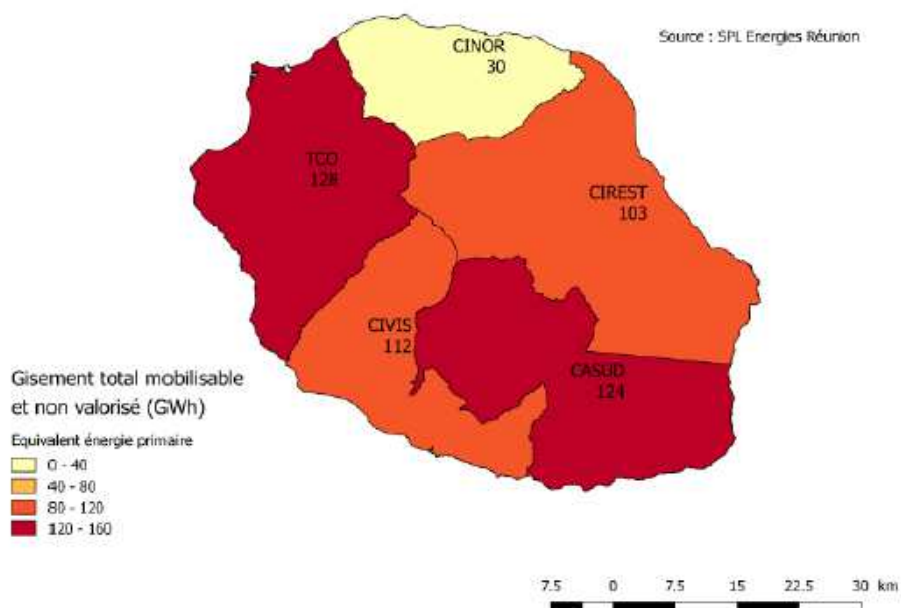 CINOR
30
Source : SPL Energies Réunion
TCO
128
CIREST
103
CIVIS
112
CASUD
124
Gisement total mobilisable
et non valorisé (GWh)
Equivalent énergie primaire
0 - 40
40 - 80
80 - 120
120 - 160
7.5 0 7.5 15 22.5 30 km